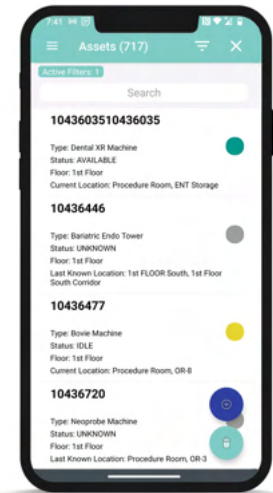 7:41
Assets (717)
Active Filters: 1
Search
1043603510436035
Type: Dental XR Machine
Status: AVAILABLE
Floor: 1st Floor
Current Location: Procedure Room, ENT Storage
10436446
Type: Bariatric Endo Tower
Status: UNKNOWN
Floor: 1st Floor
Last Known Location: 1st FLOOR South, 1st Floor
South Corridor
10436477
Type: Bovie Machine
Status: IDLE
Floor: 1st Floor
Current Location: Procedure Room, OR-8
10436720
Type: Neoprobe Machine
Status: UNKNOWN
Floor: 1st Floor
Last Known Location: Procedure Room, OR-3